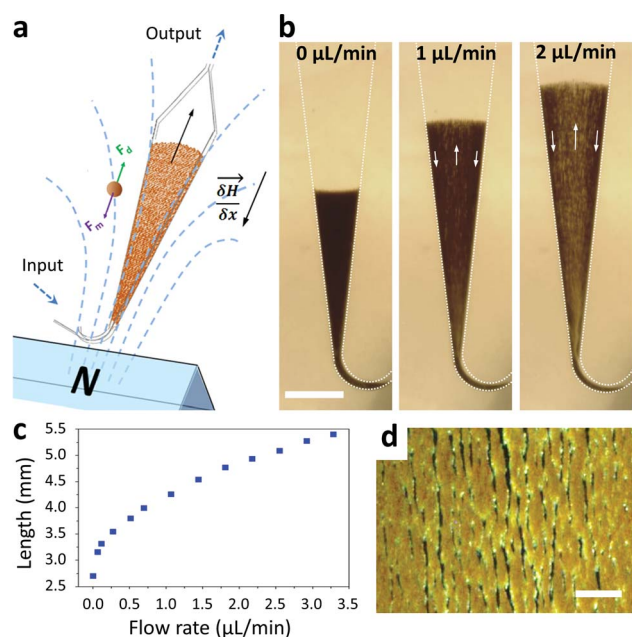 a
Output
F_d
F_m
δH
δx
Input
N
b
0 μL/min 1 μL/min 2 μL/min
c
5.5
5.0
4.5
4.0
3.5
3.0
2.5
Length (mm)
0.0 0.5 1.0 1.5 2.0 2.5 3.0 3.5
Flow rate (μL/min)
d